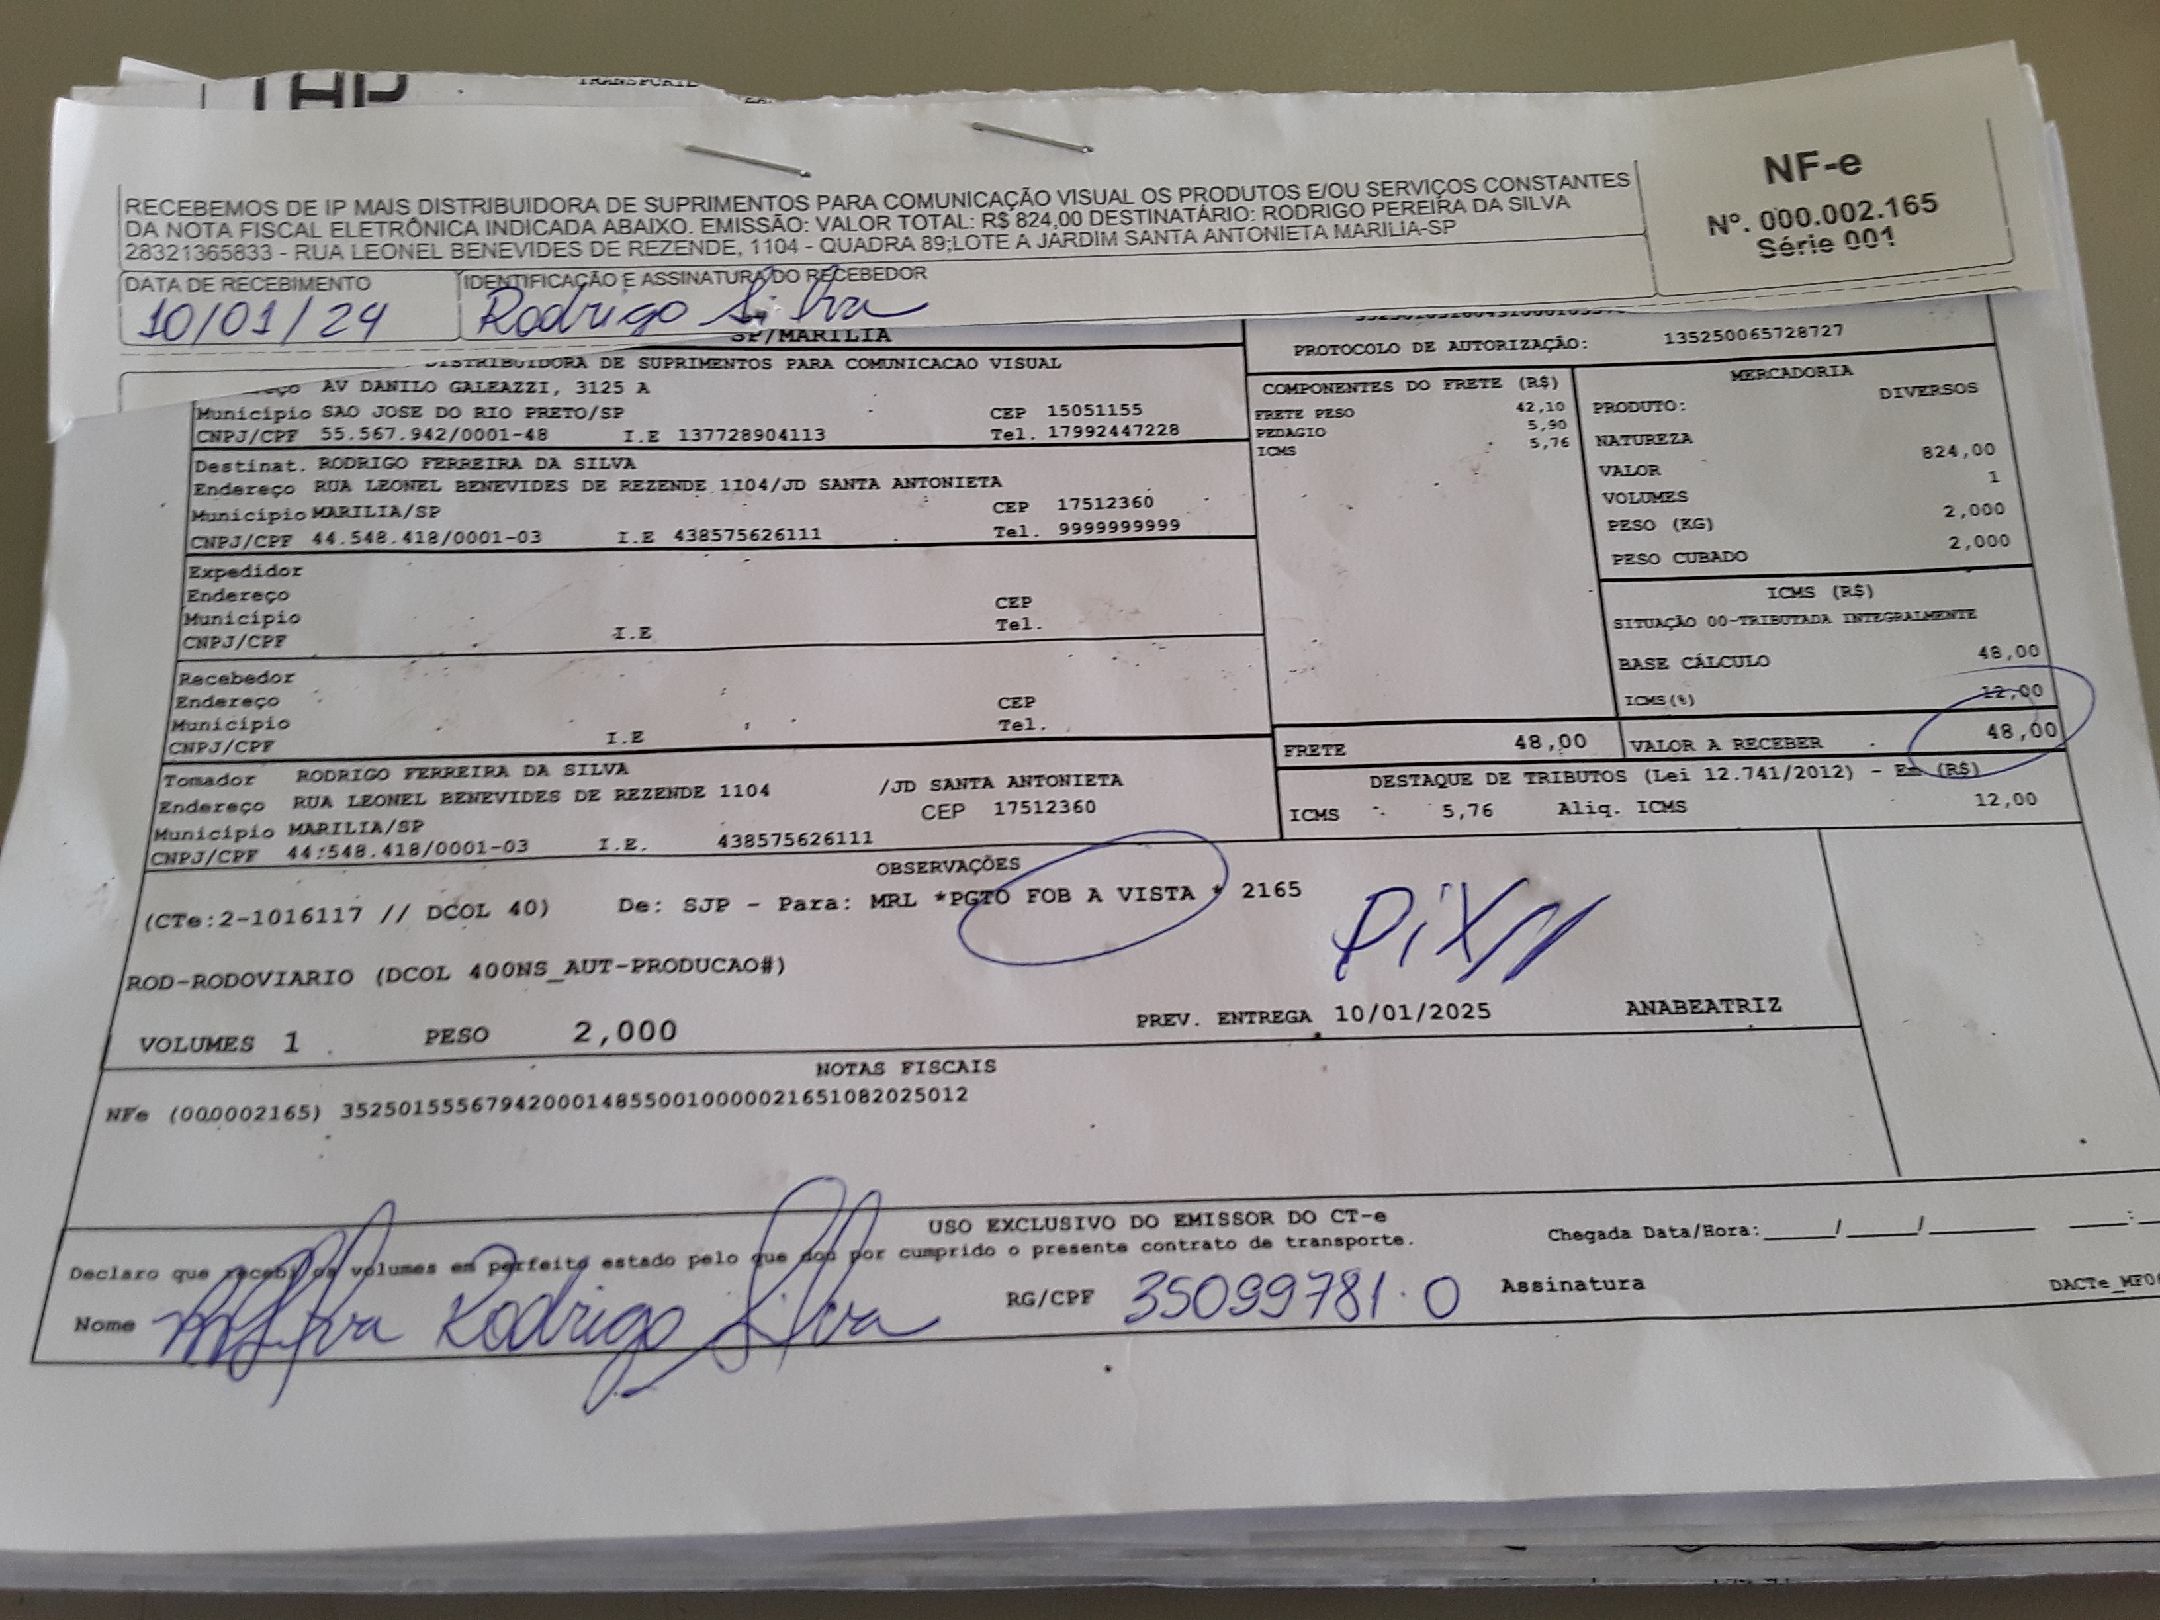 RECEBEMOS DE IP MAIS DISTRIBUIDORA DE SUPRIMENTOS PARA COMUNICAÇÃO VISUAL OS PRODUTOS E/OU SERVIÇOS CONSTANTES
DA NOTA FISCAL ELETRÔNICA INDICADA ABAIXO. EMISSÃO: VALOR TOTAL: R$ 824,00 DESTINATÁRIO: RODRIGO PEREIRA DA SILVA
28321365833 - RUA LEONEL BENEVIDES DE REZENDE, 1104 - QUADRA 89;LOTE A JARDIM SANTA ANTONIETA MARILIA-SP
NF-e
Nº. 000.002.165
Série 001
DATA DE RECEBIMENTO
10/01/24
IDENTIFICAÇÃO E ASSINATURA DO RECEBEDOR
Rodrigo Silva
SP/MARILIA
DISTRIBUIDORA DE SUPRIMENTOS PARA COMUNICACAO VISUAL
AV DANILO GALEAZZI, 3125 A
Município SAO JOSE DO RIO PRETO/SP CEP 15051155
CNPJ/CPF 55.567.942/0001-48 I.E 137728904113 Tel. 17992447228
Destinat. RODRIGO FERREIRA DA SILVA
Endereço RUA LEONEL BENEVIDES DE REZENDE 1104/JD SANTA ANTONIETA
Município MARILIA/SP CEP 17512360
CNPJ/CPF 44.548.418/0001-03 I.E 438575626111 Tel. 9999999999
Expedidor
Endereço CEP
Município Tel.
CNPJ/CPF I.E
Recebedor
Endereço CEP
Município Tel.
CNPJ/CPF I.E
Tomador RODRIGO FERREIRA DA SILVA
Endereço RUA LEONEL BENEVIDES DE REZENDE 1104 /JD SANTA ANTONIETA
Município MARILIA/SP CEP 17512360
CNPJ/CPF 44.548.418/0001-03 I.E. 438575626111
PROTOCOLO DE AUTORIZAÇÃO: 135250065728727
COMPONENTES DO FRETE (R$)
FRETE PESO 42,10
PEDAGIO 5,90
ICMS 5,76
MERCADORIA
PRODUTO: DIVERSOS
NATUREZA
VALOR 824,00
VOLUMES 1
PESO (KG) 2,000
PESO CUBADO 2,000
ICMS (R$)
SITUAÇÃO 00-TRIBUTADA INTEGRALMENTE
BASE CÁLCULO 48,00
ICMS(%) 12,00
FRETE 48,00 VALOR A RECEBER 48,00
DESTAQUE DE TRIBUTOS (Lei 12.741/2012) - Em (R$)
ICMS 5,76 Aliq. ICMS 12,00
OBSERVAÇÕES
(CTe:2-1016117 // DCOL 40) De: SJP - Para: MRL *PGTO FOB A VISTA * 2165
Pix
ROD-RODOVIARIO (DCOL 400NS_AUT-PRODUCAO#)
VOLUMES 1 PESO 2,000 PREV. ENTREGA 10/01/2025 ANABEATRIZ
NOTAS FISCAIS
NFe (000002165) 35250155567942000148550010000021651082025012
USO EXCLUSIVO DO EMISSOR DO CT-e
Declaro que recebi os volumes em perfeito estado pelo que dou por cumprido o presente contrato de transporte.
Chegada Data/Hora:_____/_____/________ ____:
Nome Rodrigo Silva RG/CPF 35099781.0 Assinatura